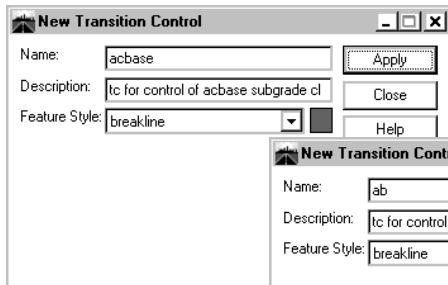 New Transition Control
Name: acbase
Apply
Description: tc for control of acbase subgrade cl
Close
Feature Style: breakline
Help
New Transition Cont
Name: ab
Description: tc for control
Feature Style: breakline